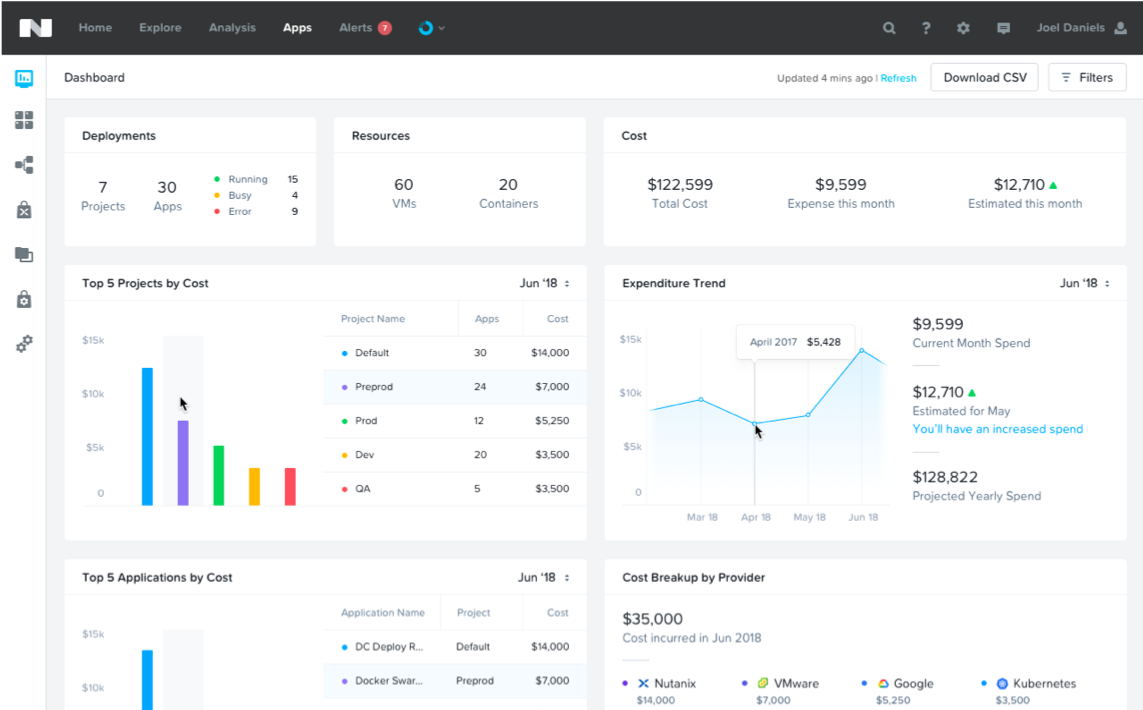 N Home Explore Analysis Apps Alerts 7 ? Joel Daniels
Dashboard Updated 4 mins ago | Refresh Download CSV Filters
Deployments
7
Projects
30
Apps
Running 15
Busy 4
Error 9
Resources
60
VMs
20
Containers
Cost
$122,599
Total Cost
$9,599
Expense this month
$12,710
Estimated this month
Top 5 Projects by Cost Jun '18
$15k
$10k
$5k
0
Project Name Apps Cost
Default 30 $14,000
Preprod 24 $7,000
Prod 12 $5,250
Dev 20 $3,500
QA 5 $3,500
Expenditure Trend Jun '18
$15k
$10k
$5k
0
April 2017 $5,428
Mar 18 Apr 18 May 18 Jun 18
$9,599
Current Month Spend
$12,710
Estimated for May
You'll have an increased spend
$128,822
Projected Yearly Spend
Top 5 Applications by Cost Jun '18
$15k
$10k
Application Name Project Cost
DC Deploy R... Default $14,000
Docker Swar... Preprod $7,000
Cost Breakup by Provider
$35,000
Cost incurred in Jun 2018
Nutanix
$14,000
VMware
$7,000
Google
$5,250
Kubernetes
$3,500